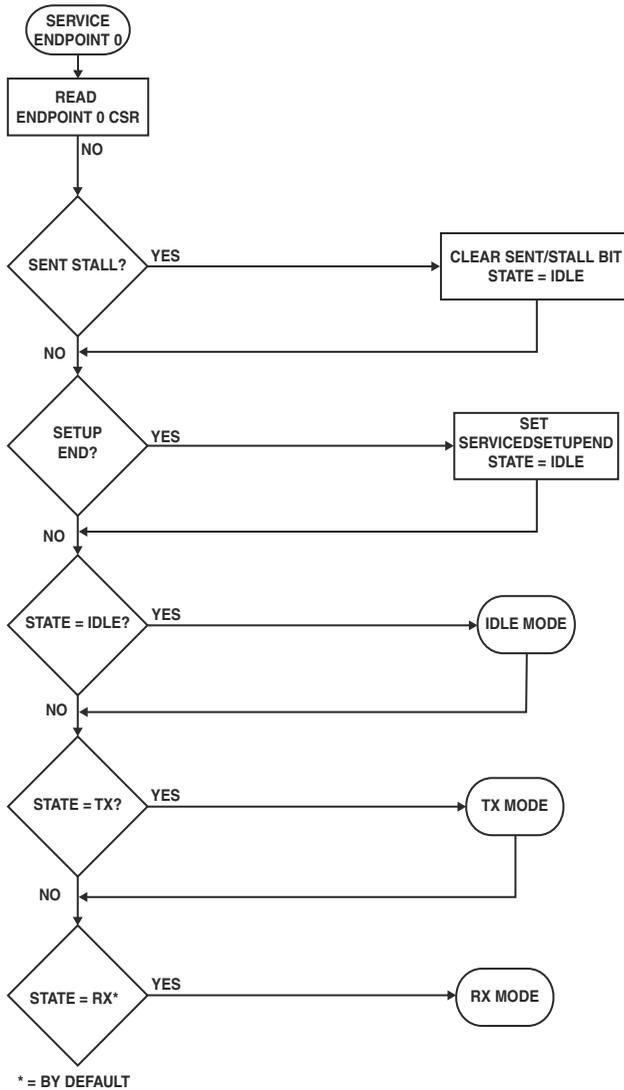 SERVICE
ENDPOINT 0
READ
ENDPOINT 0 CSR
NO
SENT STALL?
YES
CLEAR SENT/STALL BIT
STATE = IDLE
NO
SETUP
END?
YES
SET
SERVICEDSETUPEND
STATE = IDLE
NO
STATE = IDLE?
YES
IDLE MODE
NO
STATE = TX?
YES
TX MODE
NO
STATE = RX*
YES
RX MODE
* = BY DEFAULT